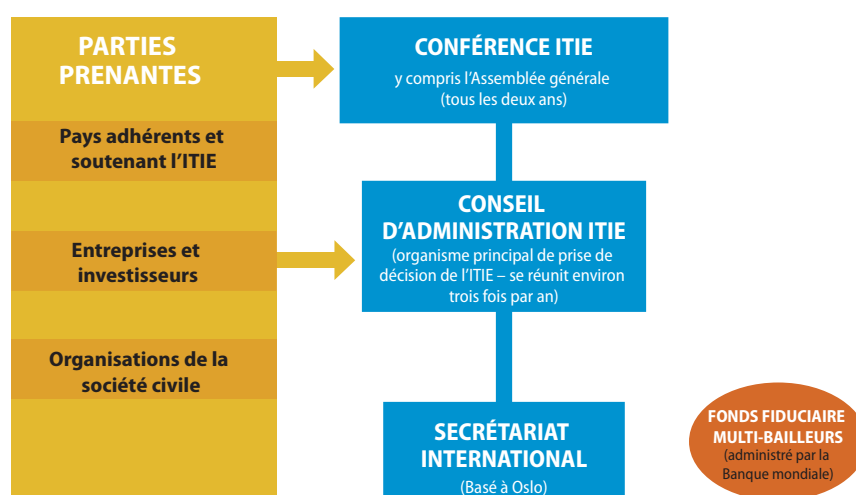 PARTIES
PRENANTES
Pays adhérents et
soutenant l'ITIE
Entreprises et
investisseurs
Organisations de la
société civile
CONFÉRENCE ITIE
y compris l'Assemblée générale
(tous les deux ans)
CONSEIL
D'ADMINISTRATION ITIE
(organisme principal de prise de
décision de l'ITIE – se réunit environ
trois fois par an)
SECRÉTARIAT
INTERNATIONAL
(Basé à Oslo)
FONDS FIDUCIAIRE
MULTI-BAILLEURS
(administré par la
Banque mondiale)